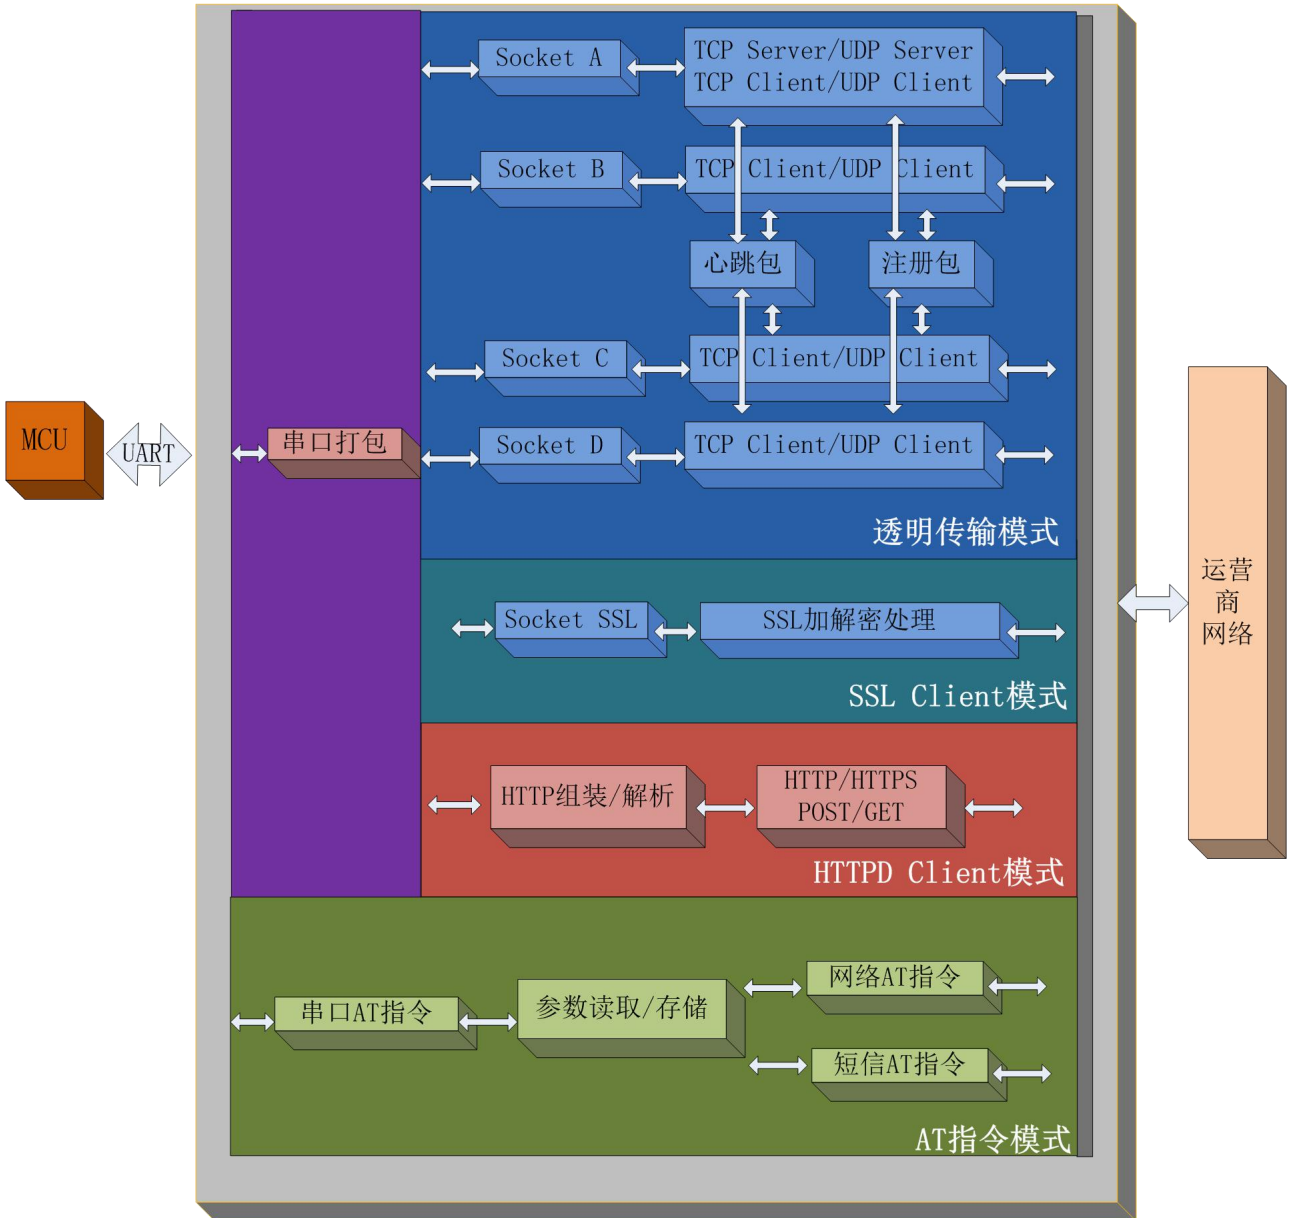 Socket A
TCP Server/UDP Server
TCP Client/UDP Client
Socket B
TCP Client/UDP Client
心跳包
注册包
Socket C
TCP Client/UDP Client
MCU
UART
串口打包
Socket D
TCP Client/UDP Client
透明传输模式
运营
商
网络
Socket SSL
SSL加解密处理
SSL Client模式
HTTP组装/解析
HTTP/HTTPS
POST/GET
HTTPD Client模式
串口AT指令
参数读取/存储
网络AT指令
短信AT指令
AT指令模式